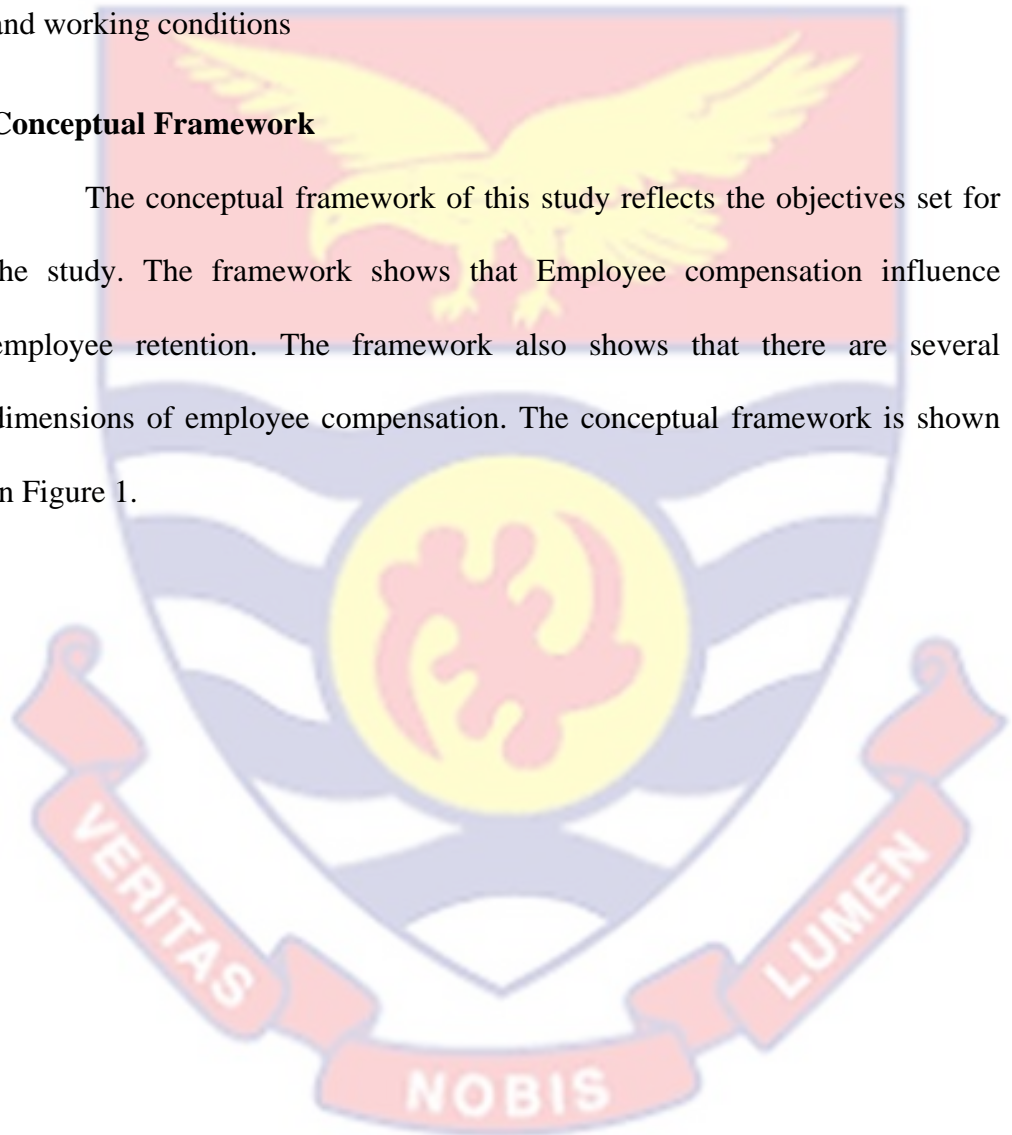 and working conditions
Conceptual Framework
The conceptual framework of this study reflects the objectives set for
the study. The framework shows that Employee compensation influence
employee retention. The framework also shows that there are several
dimensions of employee compensation. The conceptual framework is shown
in Figure 1.
VERITAS
NOBIS
LUMEN